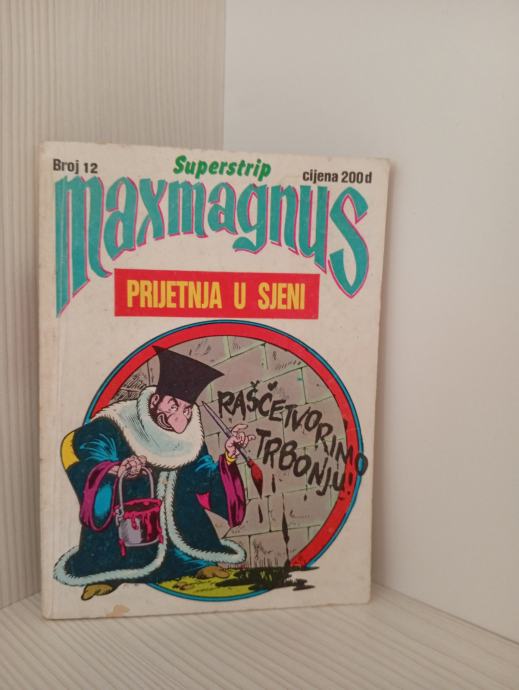 Broj 12
Superstrip
cijena 200 d
maxmagnus
PRIJETNJA U SJENI
RAŠČETVORIMO
TRBONJU!